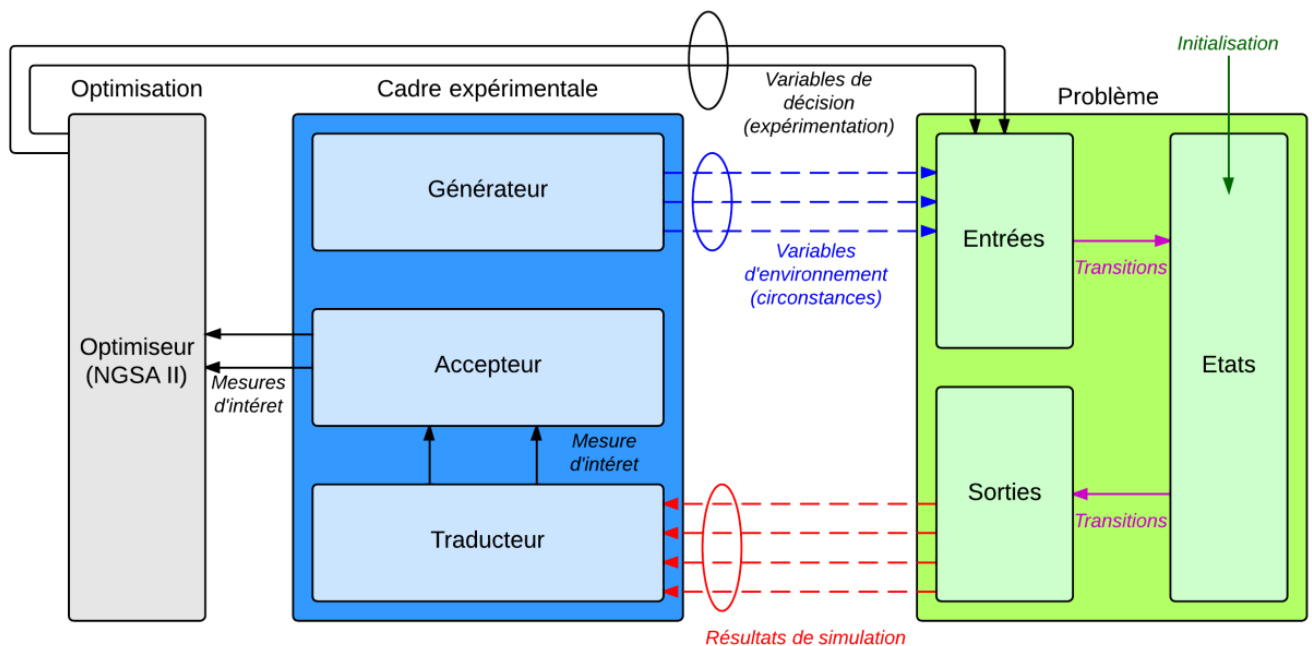 Initialisation
Optimisation
Cadre expérimentale
Variables de
décision
(expérimentation)
Problème
Générateur
Entrées
Variables
d'environnement
(circonstances)
Transitions
Optimiseur
(NGSA II)
Accepteur
Etats
Mesures
d'intéret
Mesure
d'intéret
Traducteur
Sorties
Transitions
Résultats de simulation